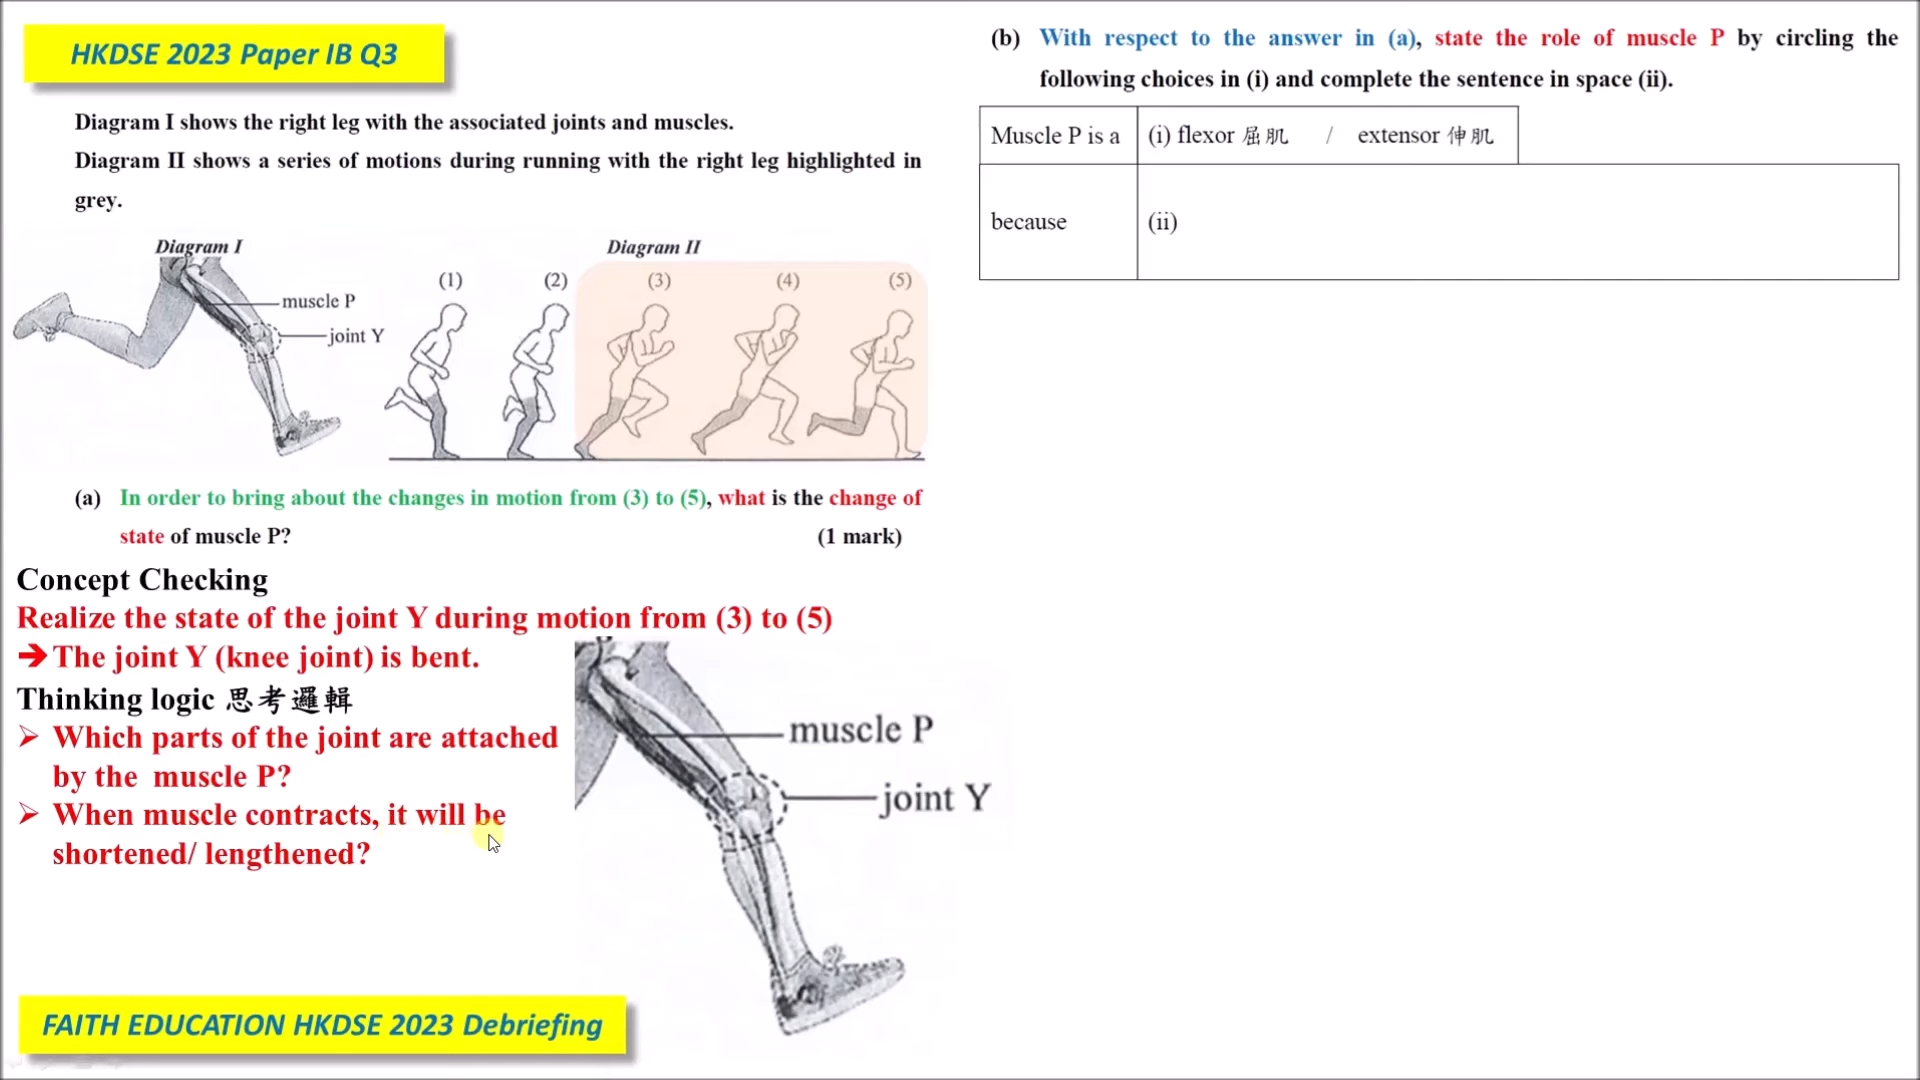 HKDSE 2023 Paper IB Q3
Diagram I shows the right leg with the associated joints and muscles.
Diagram II shows a series of motions during running with the right leg highlighted in
grey.
Diagram I
muscle P
joint Y
Diagram II
(1) (2) (3) (4) (5)
(a) In order to bring about the changes in motion from (3) to (5), what is the change of
state of muscle P? (1 mark)
Concept Checking
Realize the state of the joint Y during motion from (3) to (5)
➔ The joint Y (knee joint) is bent.
Thinking logic 思考邏輯
➢ Which parts of the joint are attached
by the muscle P?
➢ When muscle contracts, it will be
shortened/ lengthened?
muscle P
joint Y
FAITH EDUCATION HKDSE 2023 Debriefing
(b) With respect to the answer in (a), state the role of muscle P by circling the
following choices in (i) and complete the sentence in space (ii).
Muscle P is a (i) flexor 屈肌 / extensor 伸肌
because (ii)